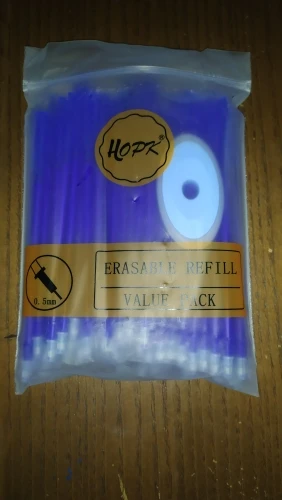 HOPK®
ERASABLE REFILL
VALUE PACK
0.5mm